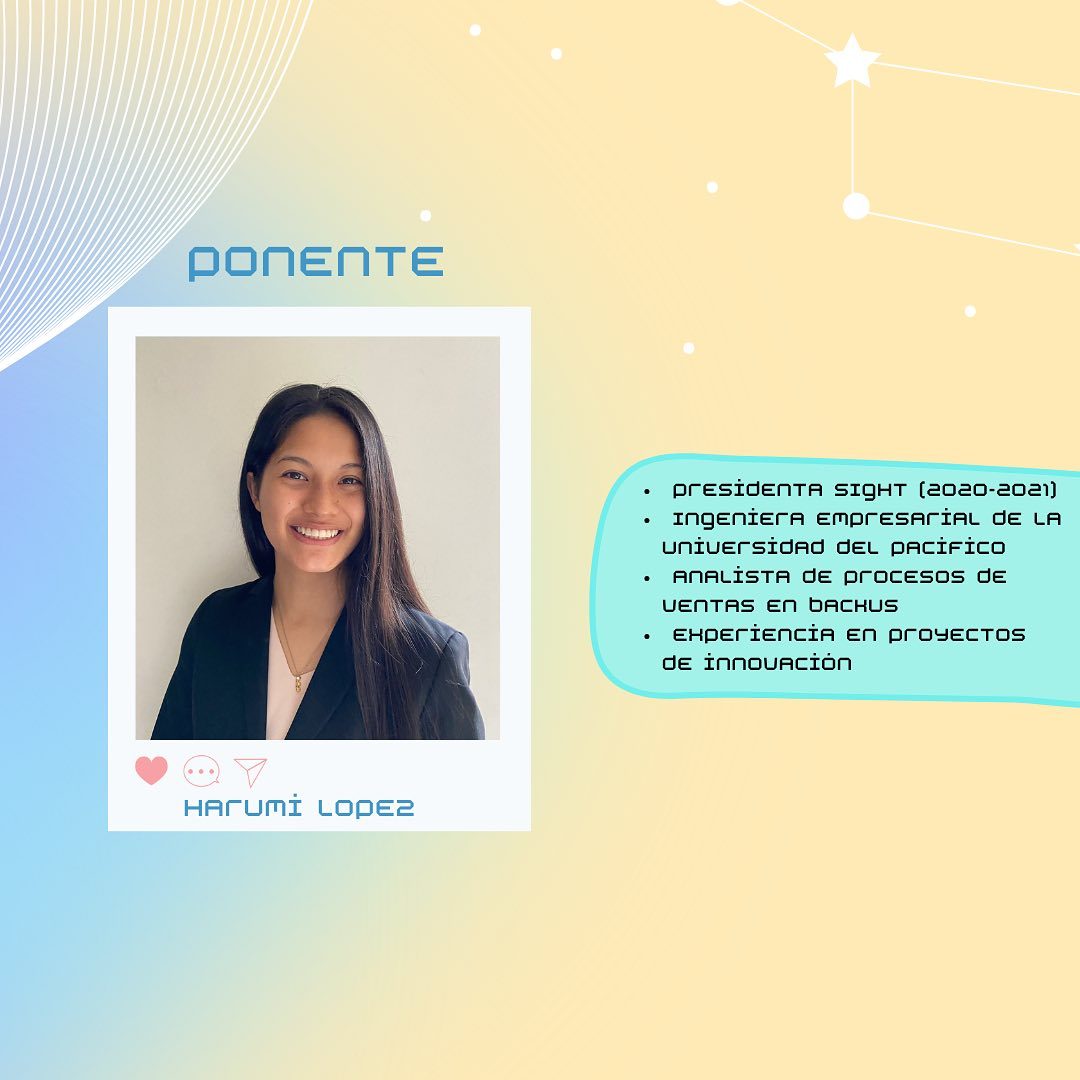 PONENTE
HARUMI LOPEZ
• PRESIDENTA SIGHT (2020-2021)
• INGENIERA EMPRESARIAL DE LA
UNIVERSIDAD DEL PACIFICO
• ANALISTA DE PROCESOS DE
VENTAS EN BACKUS
• EXPERIENCIA EN PROYECTOS
DE INNOVACIÓN